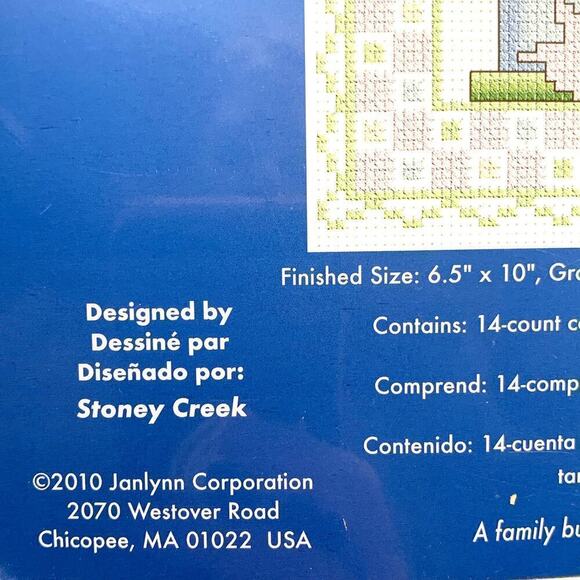 Finished Size: 6.5" x 10", Gr
Designed by
Dessiné par
Diseñado por:
Stoney Creek
Contains: 14-count c
Comprend: 14-comp
Contenido: 14-cuenta
tar
©2010 Janlynn Corporation
2070 Westover Road
Chicopee, MA 01022 USA
A family bu